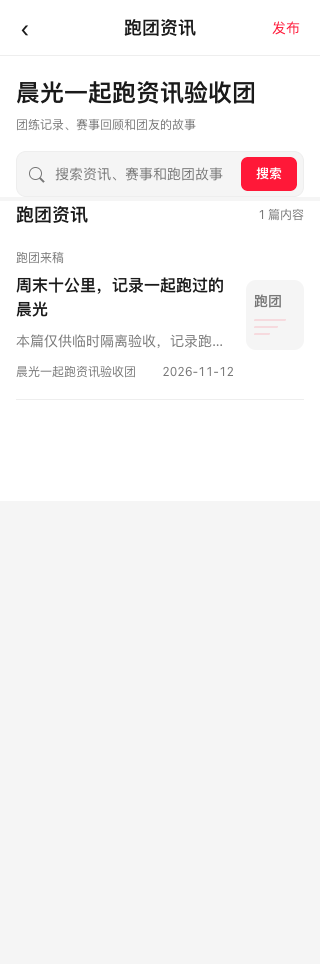 ‹ 跑团资讯 发布
晨光一起跑资讯验收团
团练记录、赛事回顾和团友的故事
搜索资讯、赛事和跑团故事 搜索
跑团资讯 1 篇内容
跑团来稿
周末十公里，记录一起跑过的
晨光
跑团
本篇仅供临时隔离验收，记录跑...
晨光一起跑资讯验收团 2026-11-12